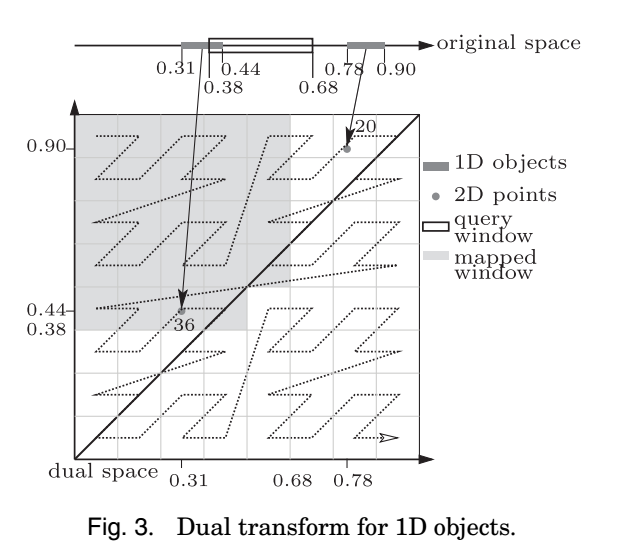 original space
0.31
0.44
0.78
0.90
0.38
0.68
20
0.90
1D objects
2D points
query
window
mapped
window
0.44
36
0.38
dual space
0.31
0.68
0.78
Fig. 3. Dual transform for 1D objects.